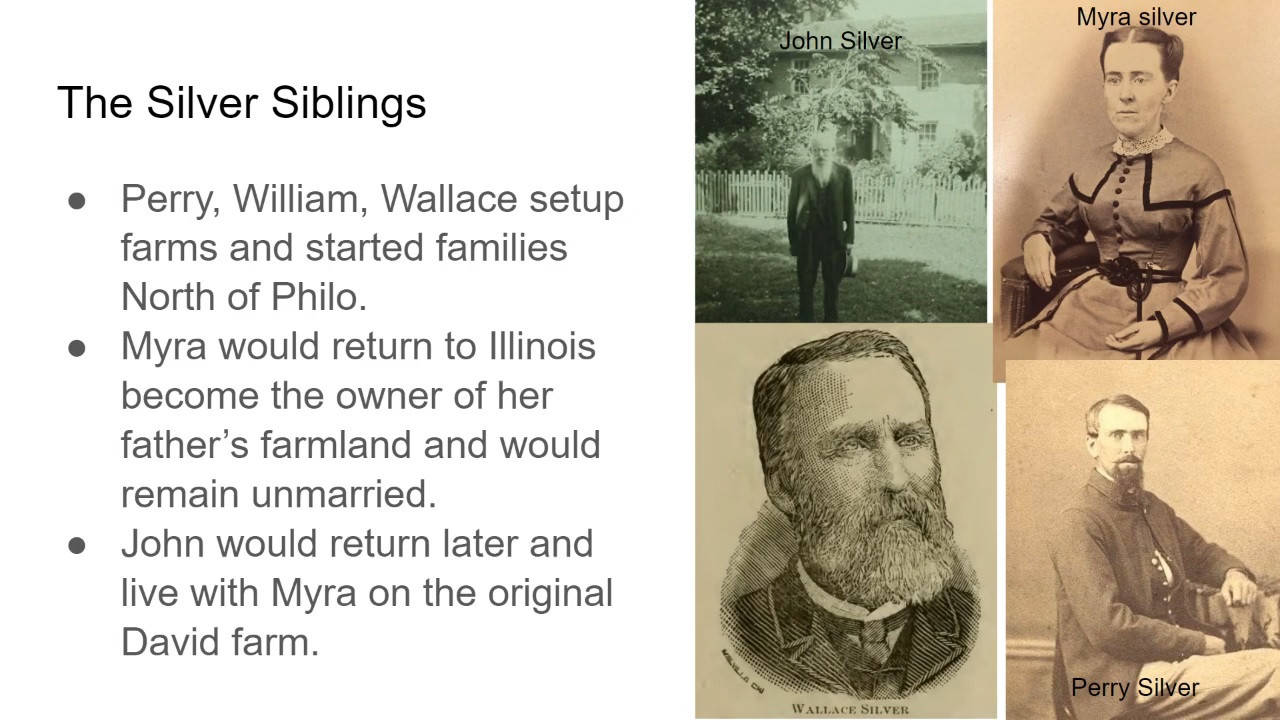 The Silver Siblings
● Perry, William, Wallace setup
farms and started families
North of Philo.
● Myra would return to Illinois
become the owner of her
father’s farmland and would
remain unmarried.
● John would return later and
live with Myra on the original
David farm.
John Silver
Myra silver
WALLACE SILVER
Perry Silver